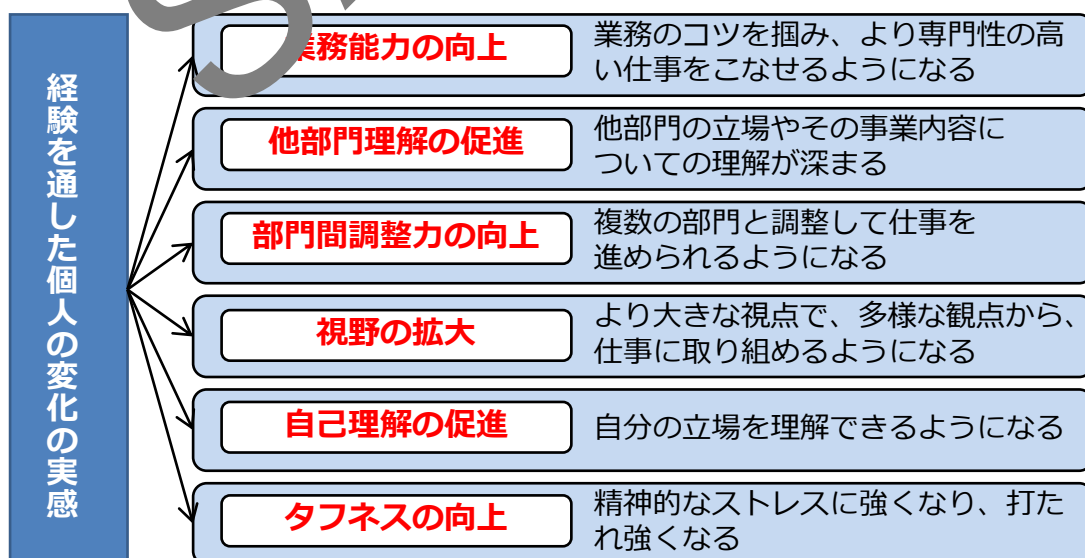 経験を通した個人の変化の実感
業務能力の向上
業務のコツを掴み、より専門性の高
い仕事をこなせるようになる
他部門理解の促進
他部門の立場やその事業内容に
ついての理解が深まる
部門間調整力の向上
複数の部門と調整して仕事を
進められるようになる
視野の拡大
より大きな視点で、多様な観点から、
仕事に取り組めるようになる
自己理解の促進
自分の立場を理解できるようになる
タフネスの向上
精神的なストレスに強くなり、打た
れ強くなる